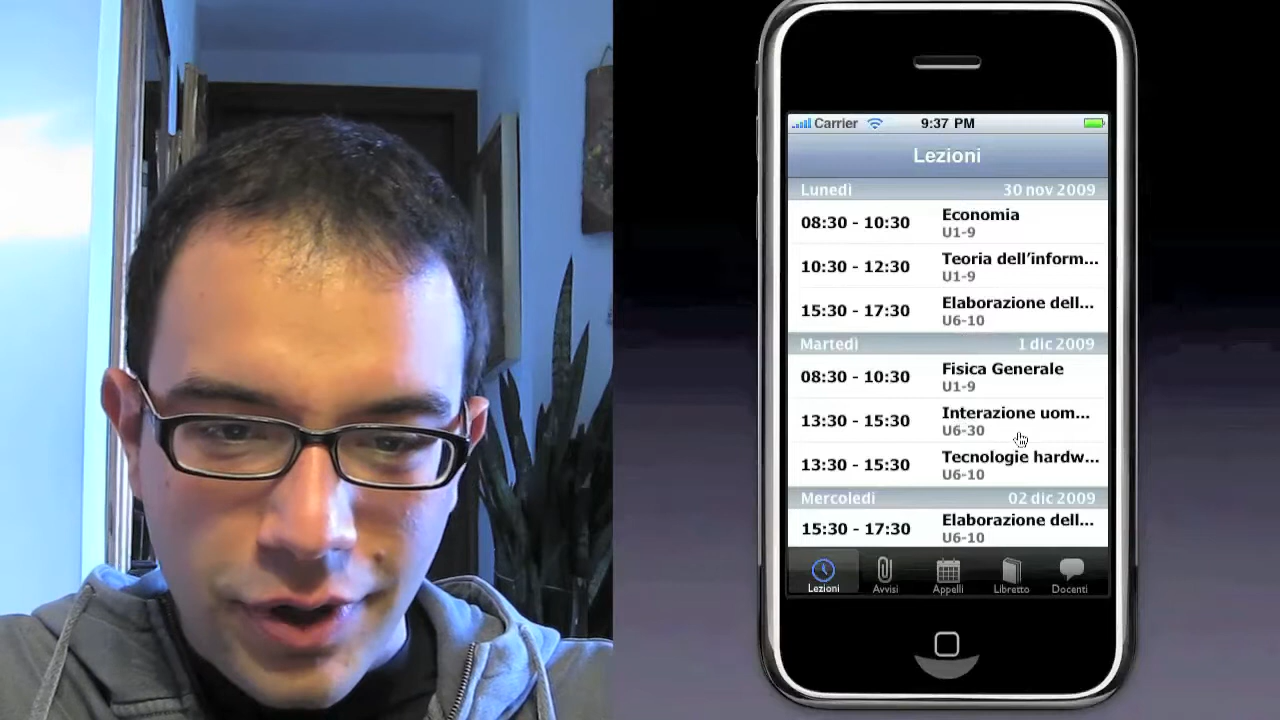 Carrier 9:37 PM
Lezioni
Lunedì 30 nov 2009
08:30 - 10:30 Economia
U1-9
10:30 - 12:30 Teoria dell'inform...
U1-9
15:30 - 17:30 Elaborazione dell...
U6-10
Martedì 1 dic 2009
08:30 - 10:30 Fisica Generale
U1-9
13:30 - 15:30 Interazione uom...
U6-30
13:30 - 15:30 Tecnologie hardw...
U6-10
Mercoledì 02 dic 2009
15:30 - 17:30 Elaborazione dell...
U6-10
Lezioni Avvisi Appelli Libretto Docenti